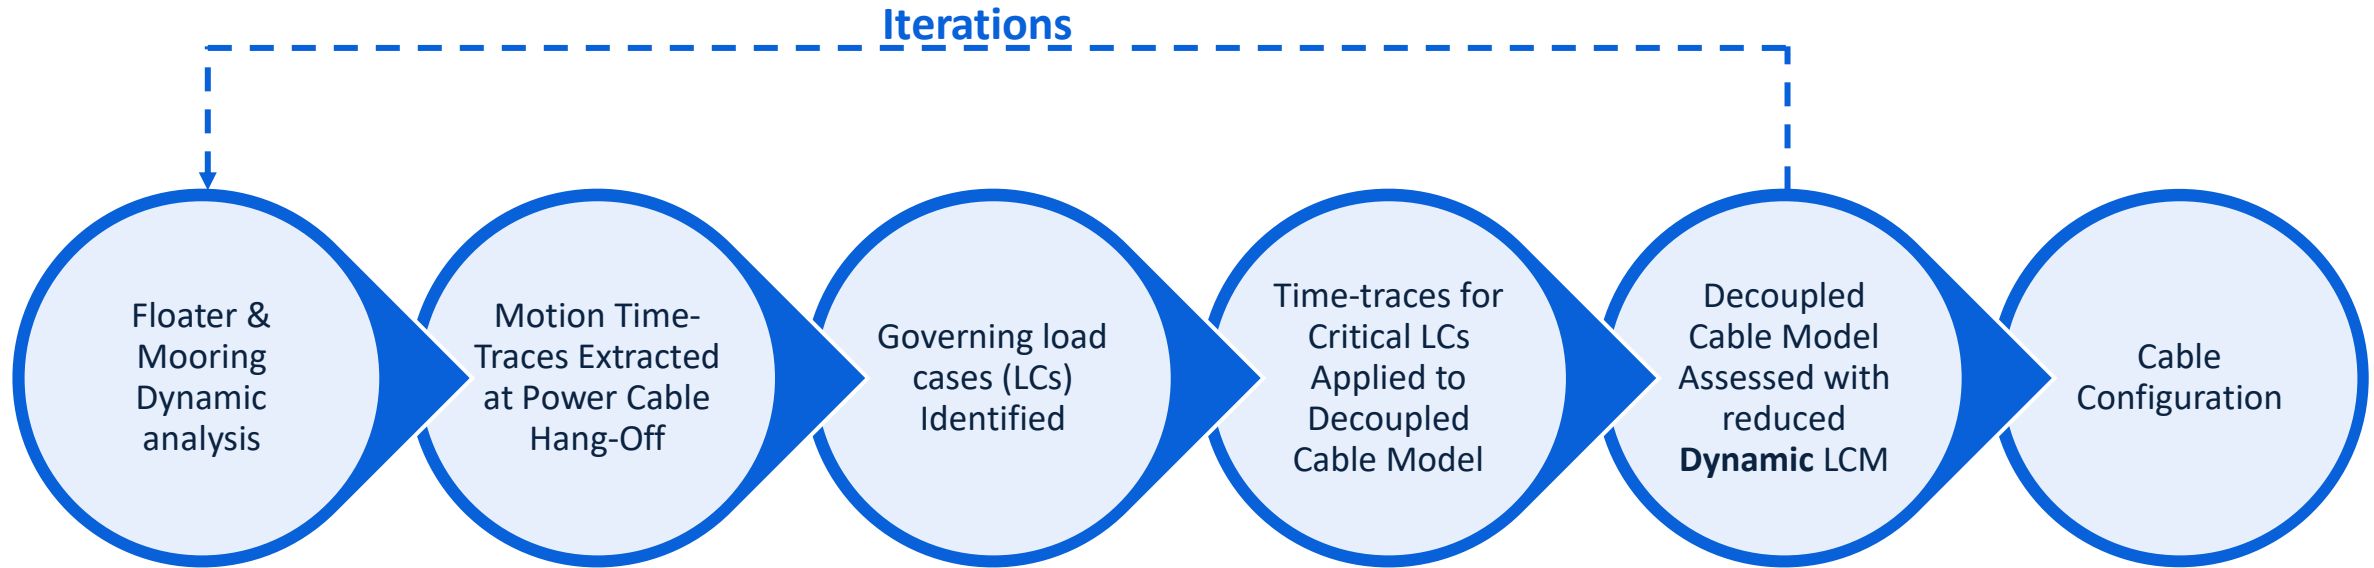 Iterations
Floater &
Mooring
Dynamic
analysis
Motion Time-
Traces Extracted
at Power Cable
Hang-Off
Governing load
cases (LCs)
Identified
Time-traces for
Critical LCs
Applied to
Decoupled
Cable Model
Decoupled
Cable Model
Assessed with
reduced
Dynamic LCM
Cable
Configuration